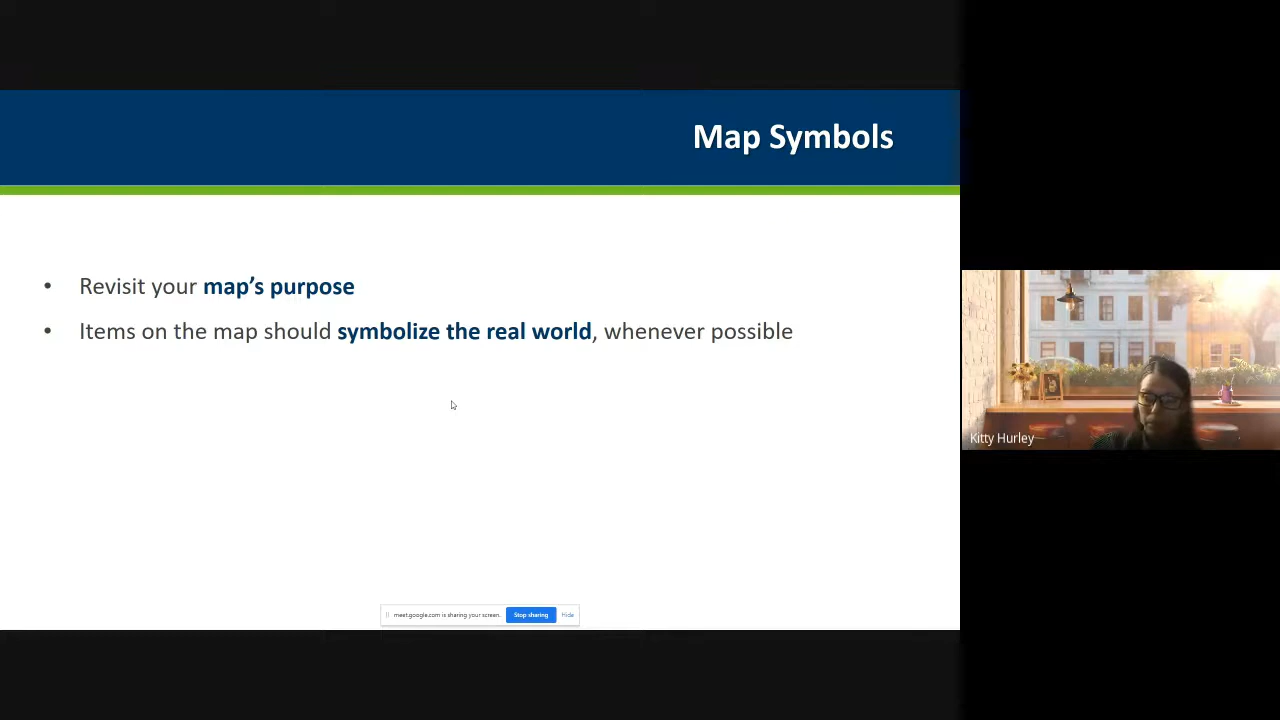 Map Symbols
• Revisit your map’s purpose
• Items on the map should symbolize the real world, whenever possible
meet.google.com is sharing your screen. Stop sharing Hide
Kitty Hurley